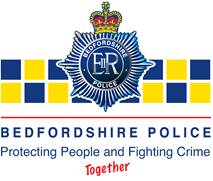 BEDFORDSHIRE
EⅡR
POLICE
BEDFORDSHIRE POLICE
Protecting People and Fighting Crime
Together